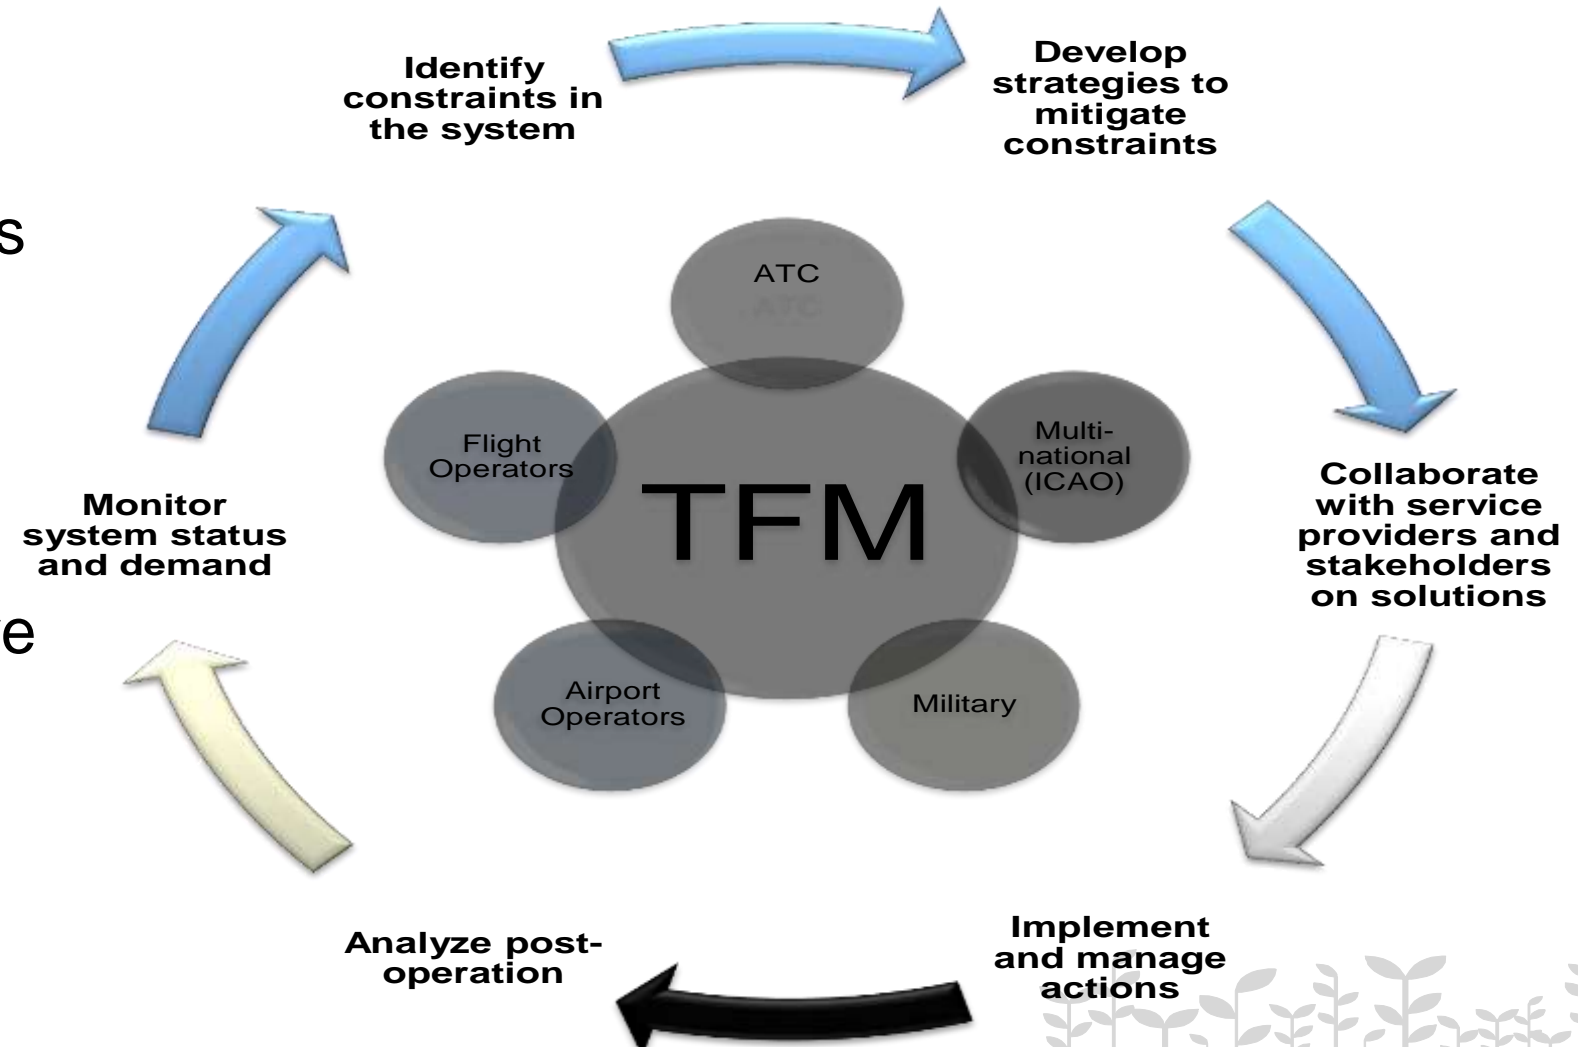 Identify
constraints in
the system
Develop
strategies to
mitigate
constraints
s
ATC
Flight
Operators
Multi-
national
(ICAO)
TFM
Monitor
system status
and demand
Collaborate
with service
providers and
stakeholders
on solutions
e
Airport
Operators
Military
Analyze post-
operation
Implement
and manage
actions